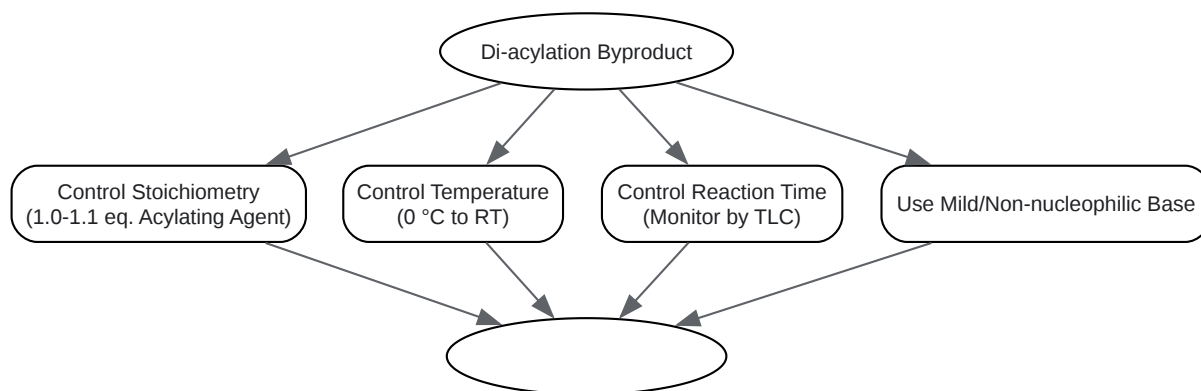 Di-acylation Byproduct
Control Stoichiometry
(1.0-1.1 eq. Acylating Agent)
Control Temperature
(0 °C to RT)
Control Reaction Time
(Monitor by TLC)
Use Mild/Non-nucleophilic Base